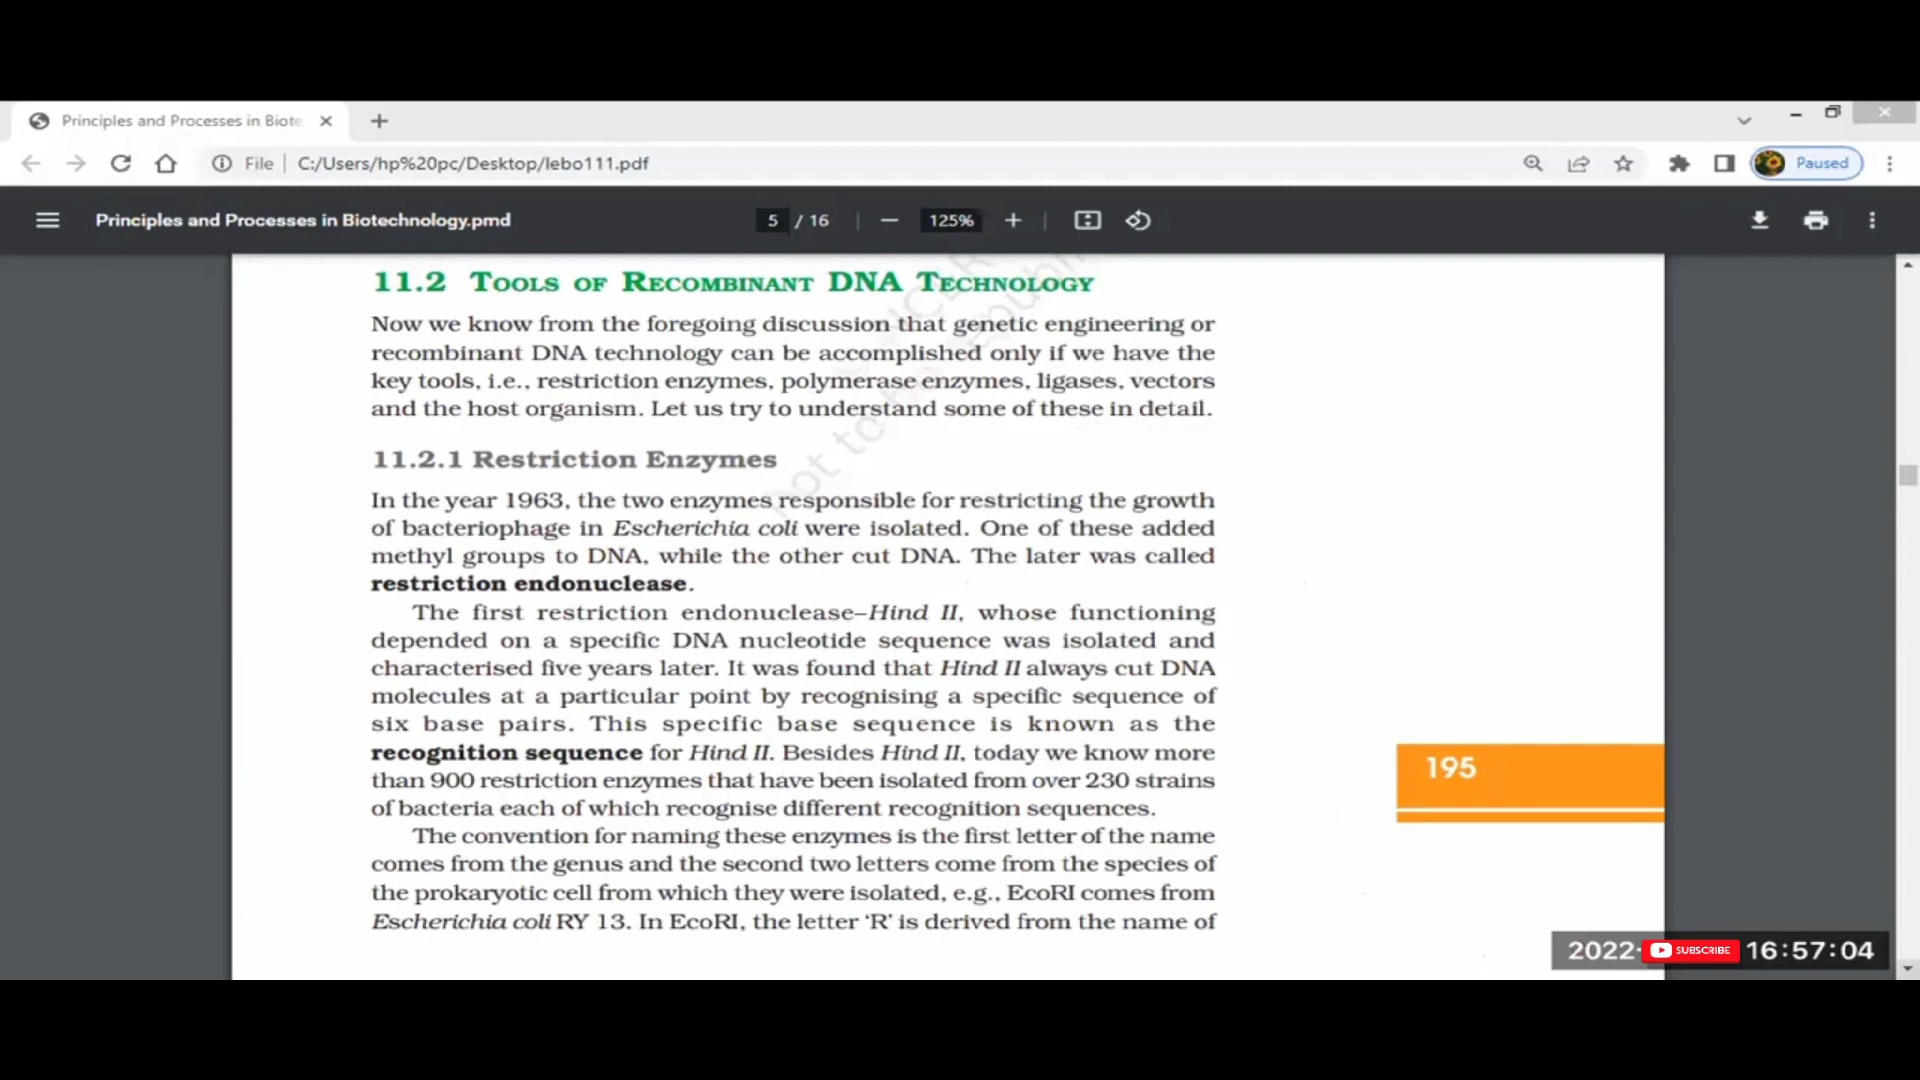 Principles and Processes in Biote
File C:/Users/hp%20pc/Desktop/lebo111.pdf
Paused
Principles and Processes in Biotechnology.pmd
5 / 16
125%
11.2 TOOLS OF RECOMBINANT DNA TECHNOLOGY
Now we know from the foregoing discussion that genetic engineering or
recombinant DNA technology can be accomplished only if we have the
key tools, i.e., restriction enzymes, polymerase enzymes, ligases, vectors
and the host organism. Let us try to understand some of these in detail.
11.2.1 Restriction Enzymes
In the year 1963, the two enzymes responsible for restricting the growth
of bacteriophage in Escherichia coli were isolated. One of these added
methyl groups to DNA, while the other cut DNA. The later was called
restriction endonuclease.
The first restriction endonuclease–Hind II, whose functioning
depended on a specific DNA nucleotide sequence was isolated and
characterised five years later. It was found that Hind II always cut DNA
molecules at a particular point by recognising a specific sequence of
six base pairs. This specific base sequence is known as the
recognition sequence for Hind II. Besides Hind II, today we know more
than 900 restriction enzymes that have been isolated from over 230 strains
of bacteria each of which recognise different recognition sequences.
The convention for naming these enzymes is the first letter of the name
comes from the genus and the second two letters come from the species of
the prokaryotic cell from which they were isolated, e.g., EcoRI comes from
Escherichia coli RY 13. In EcoRI, the letter ‘R’ is derived from the name of
195
not to be republ
2022-
SUBSCRIBE
16:57:04